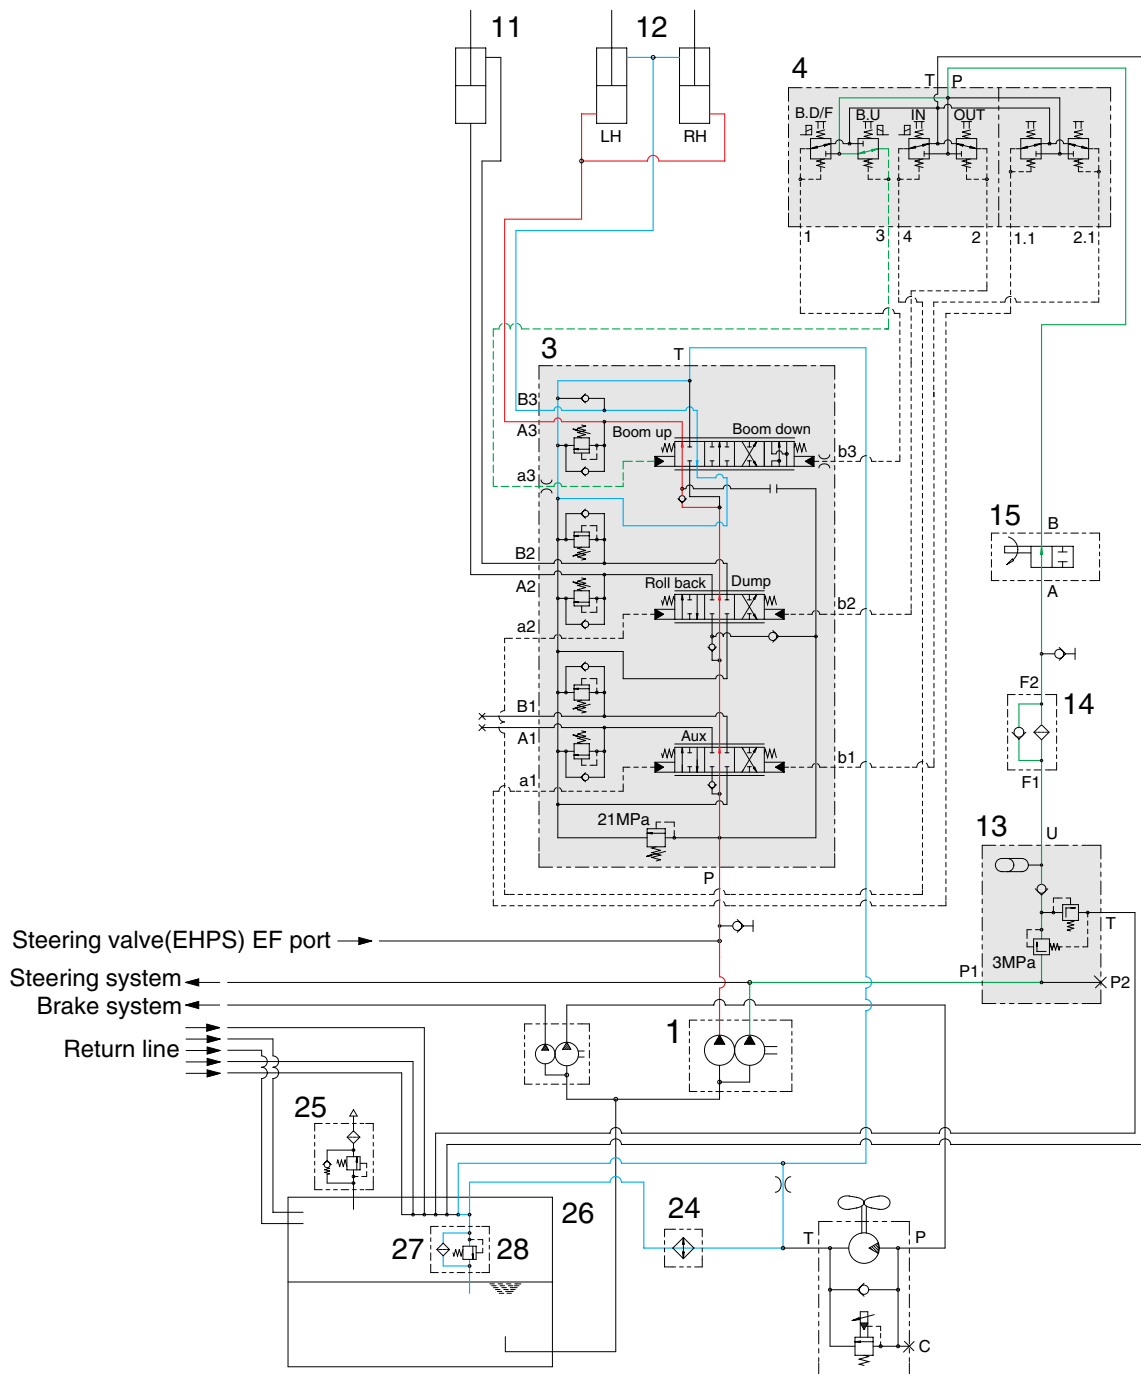 11
12
LH
RH
4
T P
B.D/F
B.U
IN
OUT
1
3
4
2
1.1
2.1
3
T
B3
A3
Boom up
Boom down
a3
b3
B2
A2
Roll back
Dump
a2
b2
B1
A1
Aux
a1
b1
21MPa
P
15
B
A
F2
14
F1
13
U
T
3MPa
P1
P2
Steering valve(EHPS) EF port
Steering system
Brake system
Return line
1
25
26
27
28
24
T
P
C